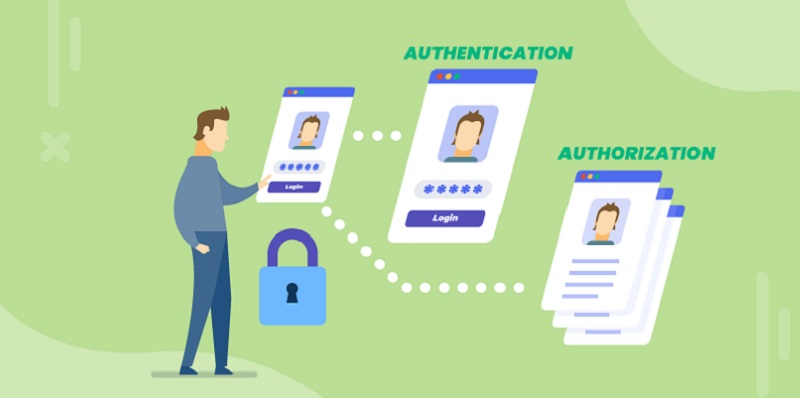 AUTHENTICATION
*****
Login
*****
Login
AUTHORIZATION